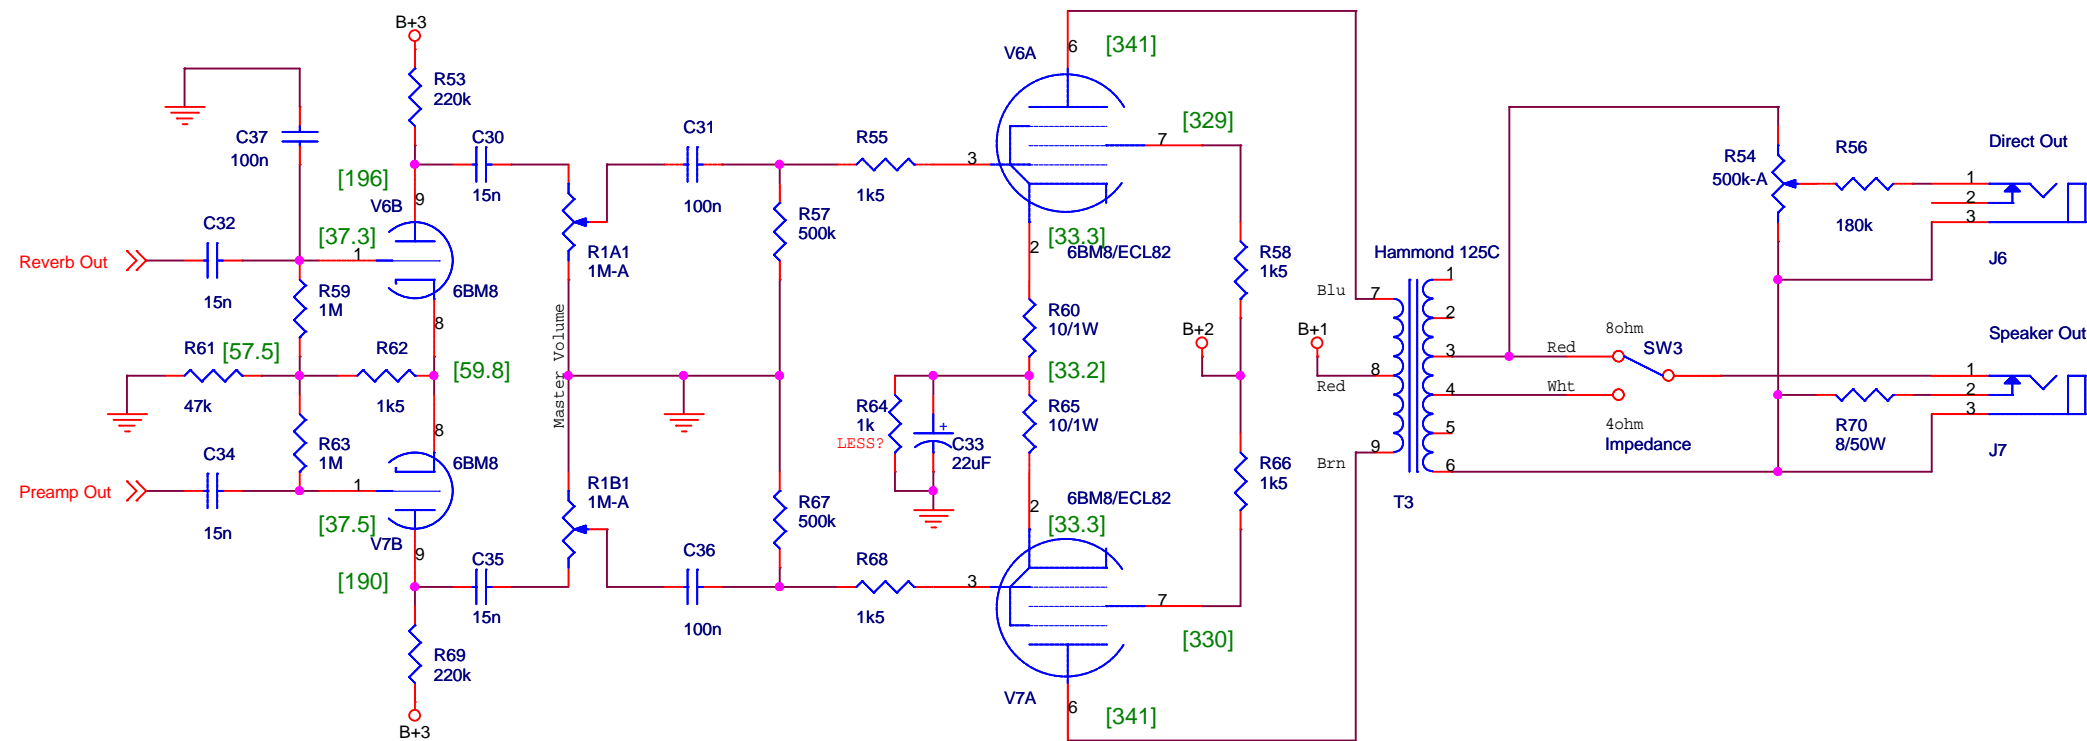 B+3
R53
220k
C37
100n
C30
15n
[196]
9
V6B
C32
[37.3]
1
Reverb Out
15n
6BM8
R59
1M
8
R61
[57.5]
R62
[59.8]
47k
1k5
R63
1M
8
C34
6BM8
Preamp Out
1
15n
[37.5]
V7B
9
[190]
C35
15n
R69
220k
B+3
R1A1
1M-A
Master Volume
R1B1
1M-A
C31
100n
R55
1k5
R57
500k
R67
500k
C36
100n
R68
1k5
V6A
6
[341]
[329]
7
3
[33.3]
2
6BM8/ECL82
R58
1k5
R60
10/1W
B+2
B+1
[33.2]
R64
1k
LESS?
+
C33
22uF
R65
10/1W
R66
1k5
2
6BM8/ECL82
[33.3]
3
7
[330]
V7A
6
[341]
Hammond 125C
Blu
7
Red
8
Brn
9
1
2
3
4
5
6
T3
Red
8ohm
SW3
Wht
4ohm
Impedance
R54
500k-A
R56
180k
Direct Out
1
2
3
J6
Speaker Out
1
2
3
R70
8/50W
J7